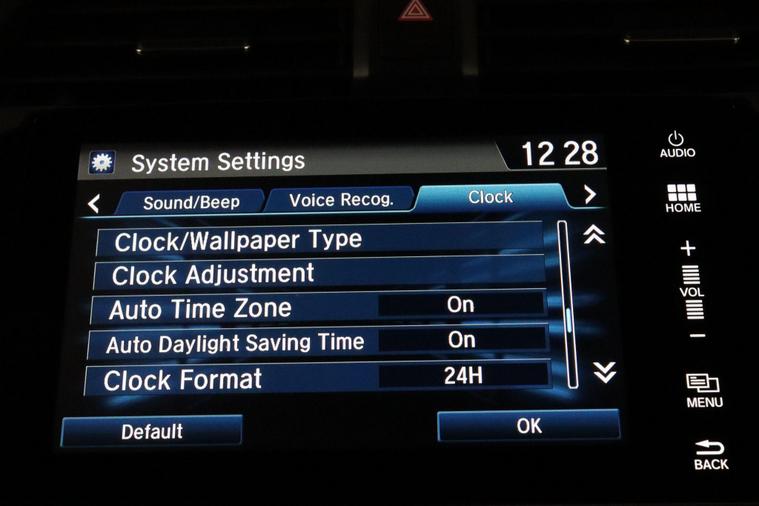 System Settings
12 28
Sound/Beep
Voice Recog.
Clock
Clock/Wallpaper Type
Clock Adjustment
Auto Time Zone
On
Auto Daylight Saving Time
On
Clock Format
24H
Default
OK
AUDIO
HOME
+
VOL
−
MENU
BACK